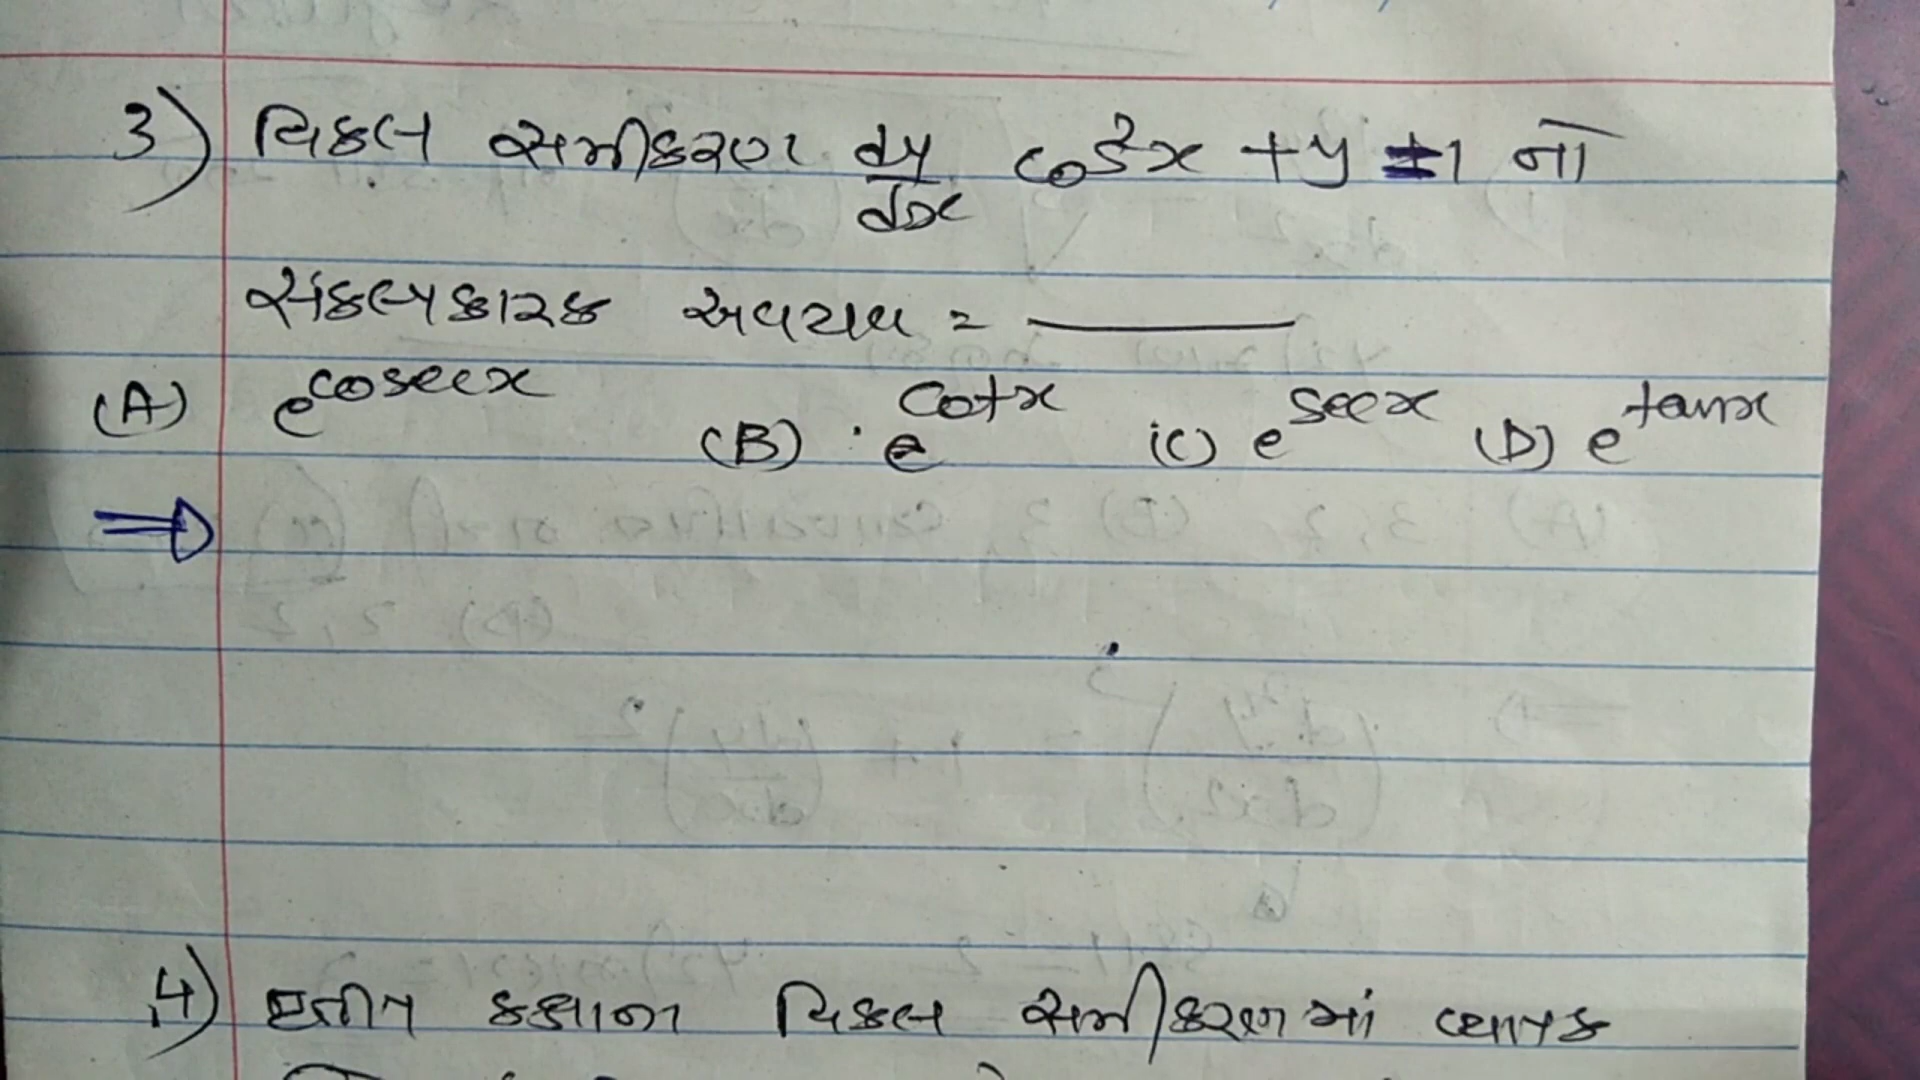 3) વિકલ સમીકરણ dy/dx cos²x + y = 1 નો
સંકલ્યકારક અવયવ = ______
(A) e^cosecx (B) e^cotx (C) e^secx (D) e^tanx
⇒
4) દ્વિતીય કક્ષાના વિકલ સમીકરણમાં વ્યાપક